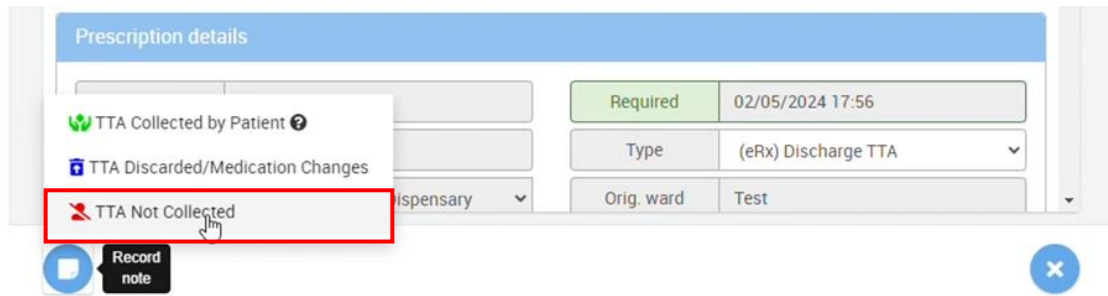 Prescription details
Required 02/05/2024 17:56
TTA Collected by Patient ?
Type (eRx) Discharge TTA
TTA Discarded/Medication Changes
Orig. ward Test
TTA Not Collected
Record
note